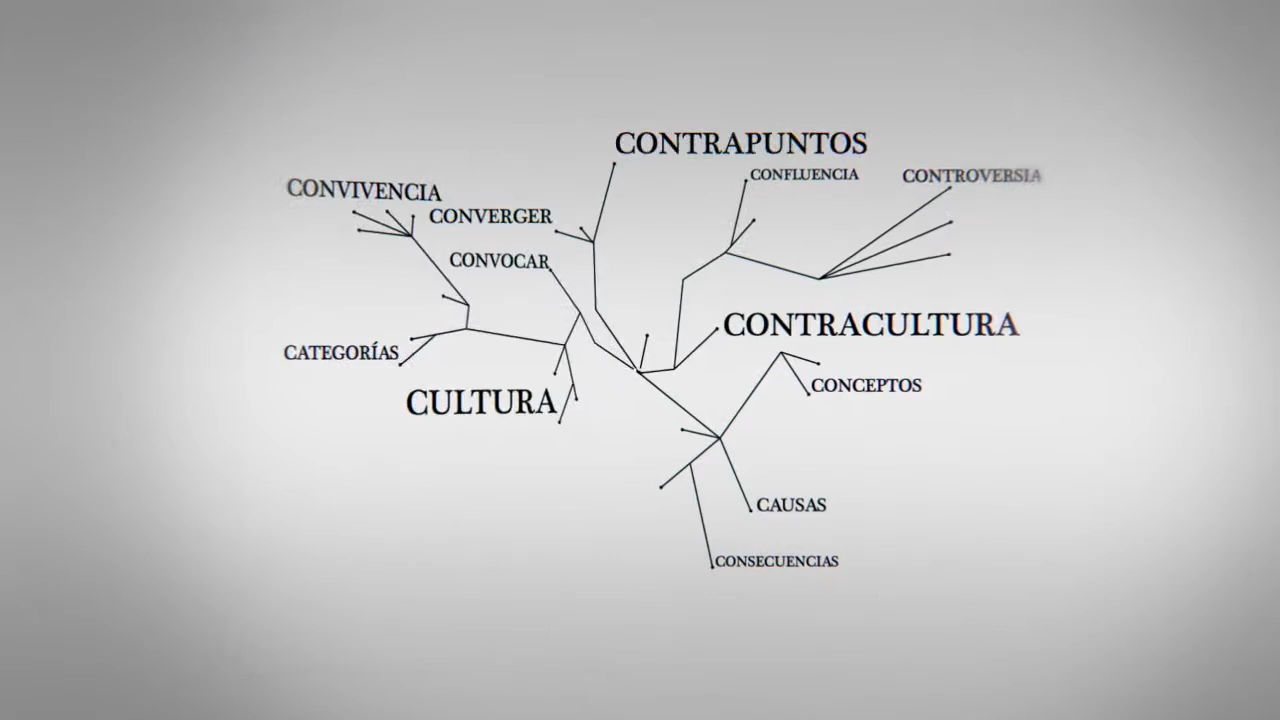 CONTRAPUNTOS
CONFLUENCIA
CONTROVERSIA
CONVIVENCIA
CONVERGER
CONVOCAR
CONTRACULTURA
CATEGORÍAS
CONCEPTOS
CULTURA
CAUSAS
CONSECUENCIAS